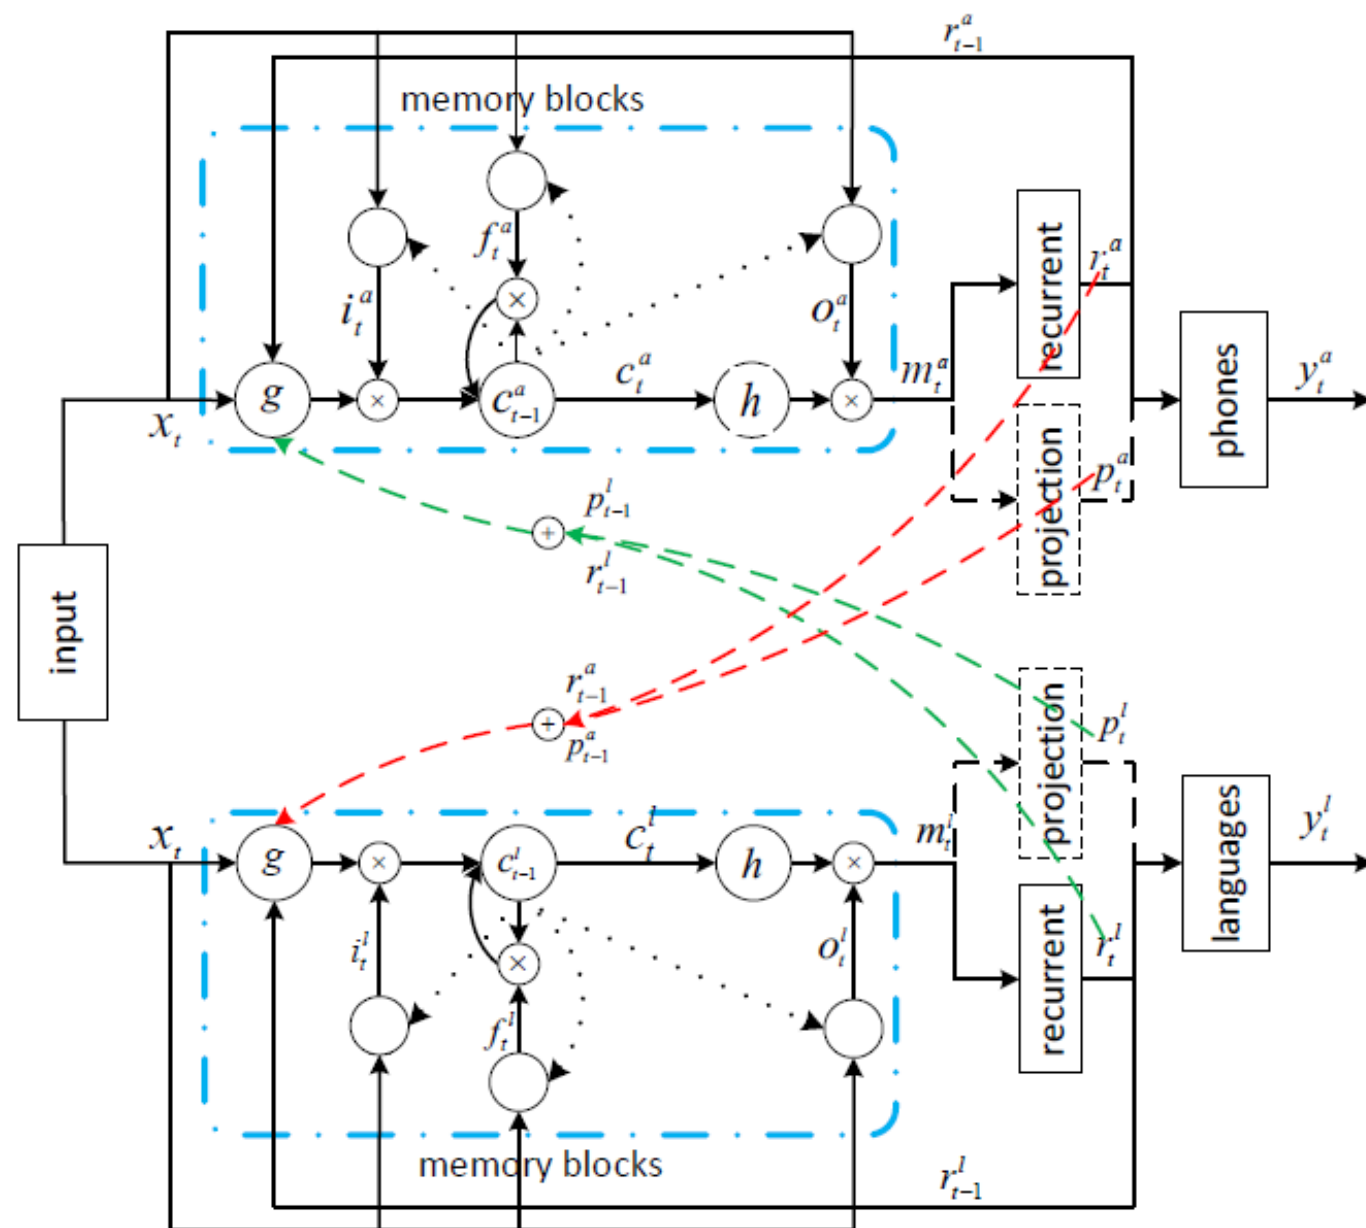 r_{t-1}^a
memory blocks
f_t^a
i_t^a
o_t^a
recurrent
r_t^a
x_t
g
×
×
c_{t-1}^a
c_t^a
h
×
m_t^a
phones
y_t^a
projection
p_t^a
p_{t-1}^l
+
r_{t-1}^l
input
r_{t-1}^a
+
p_{t-1}^a
projection
p_t^l
x_t
g
×
c_{t-1}^l
c_t^l
h
×
m_t^l
languages
y_t^l
i_t^l
×
f_t^l
o_t^l
recurrent
r_t^l
memory blocks
r_{t-1}^l